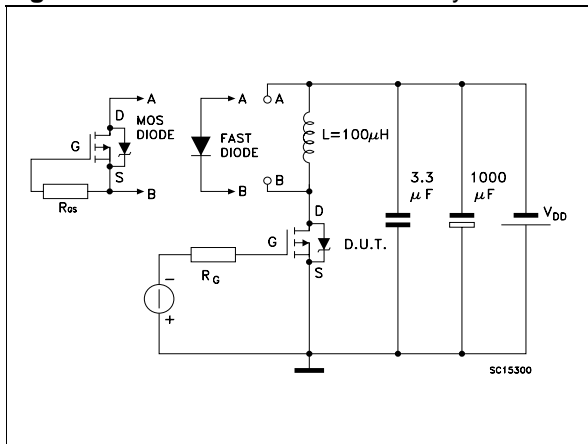 A
D
MOS
DIODE
G
S
B
RGS
A
FAST
DIODE
B
A
L=100μH
B
D
G
D.U.T.
S
RG
-
+
3.3
μF
1000
μF
VDD
SC15300